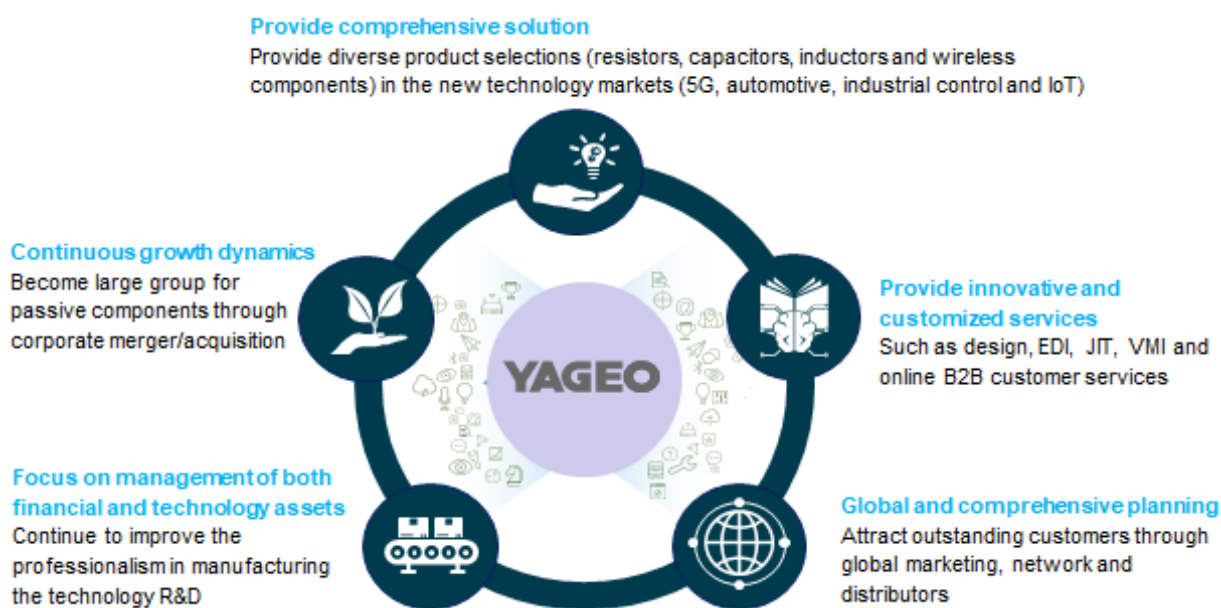 Provide comprehensive solution
Provide diverse product selections (resistors, capacitors, inductors and wireless
components) in the new technology markets (5G, automotive, industrial control and IoT)
Continuous growth dynamics
Become large group for
passive components through
corporate merger/acquisition
Provide innovative and
customized services
Such as design, EDI, JIT, VMI and
online B2B customer services
YAGEO
Focus on management of both
financial and technology assets
Continue to improve the
professionalism in manufacturing
the technology R&D
Global and comprehensive planning
Attract outstanding customers through
global marketing, network and
distributors